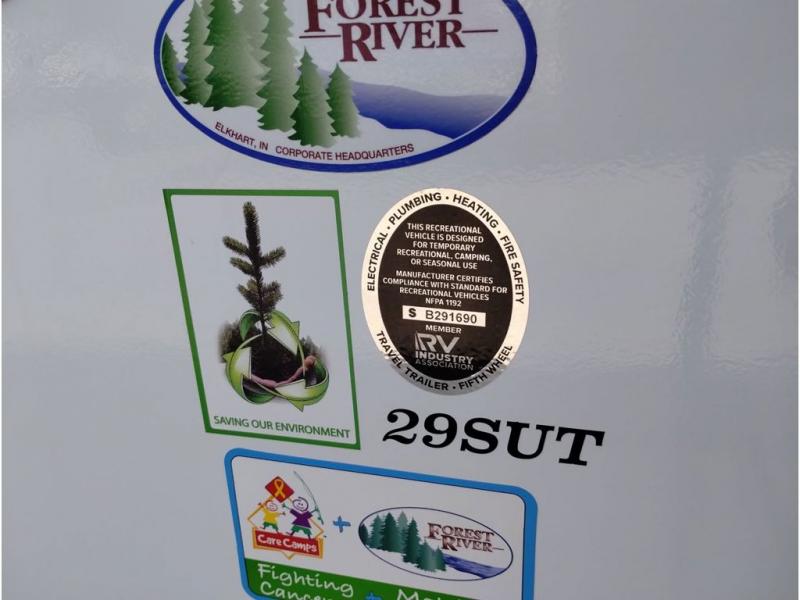 FOREST
RIVER
ELKHART, IN CORPORATE HEADQUARTERS
SAVING OUR ENVIRONMENT
ELECTRICAL • PLUMBING • HEATING • FIRE SAFETY
THIS RECREATIONAL
VEHICLE IS DESIGNED
FOR TEMPORARY
RECREATIONAL, CAMPING,
OR SEASONAL USE
MANUFACTURER CERTIFIES
COMPLIANCE WITH STANDARD FOR
RECREATIONAL VEHICLES
NFPA 1192
S B291690
MEMBER
RV
INDUSTRY
ASSOCIATION
TRAVEL TRAILER • FIFTH WHEEL
29SUT
Care Camps
+
FOREST
RIVER
Fighting
Cancer +